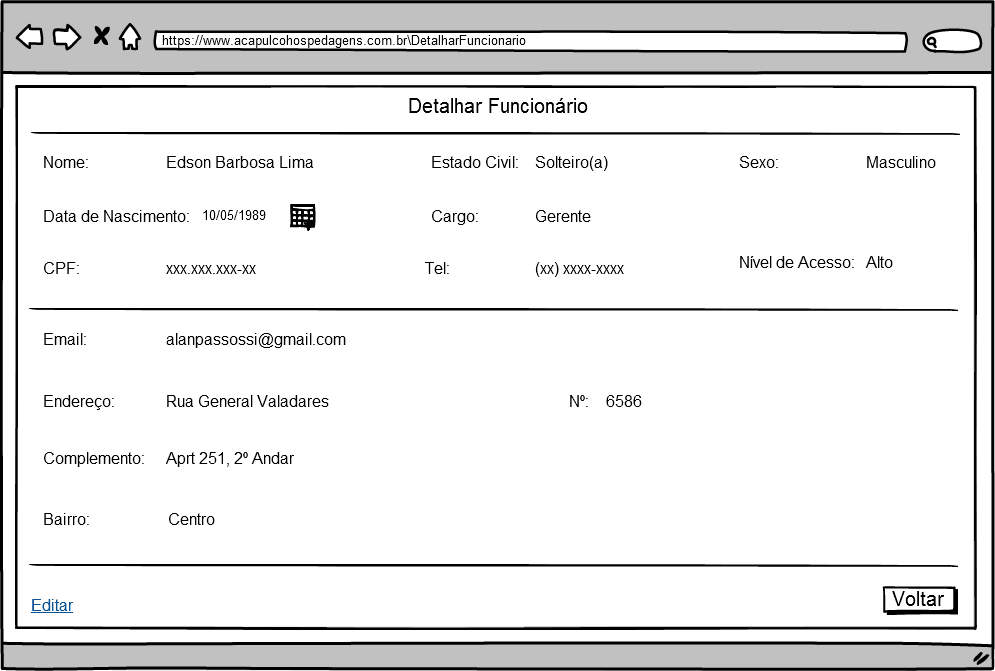 https://www.acapulcohospedagens.com.br\DetalharFuncionario
Detalhar Funcionário
Nome: Edson Barbosa Lima Estado Civil: Solteiro(a) Sexo: Masculino
Data de Nascimento: 10/05/1989 Cargo: Gerente
CPF: xxx.xxx.xxx-xx Tel: (xx) xxxx-xxxx Nível de Acesso: Alto
Email: alanpassossi@gmail.com
Endereço: Rua General Valadares Nº: 6586
Complemento: Aprt 251, 2º Andar
Bairro: Centro
Editar Voltar